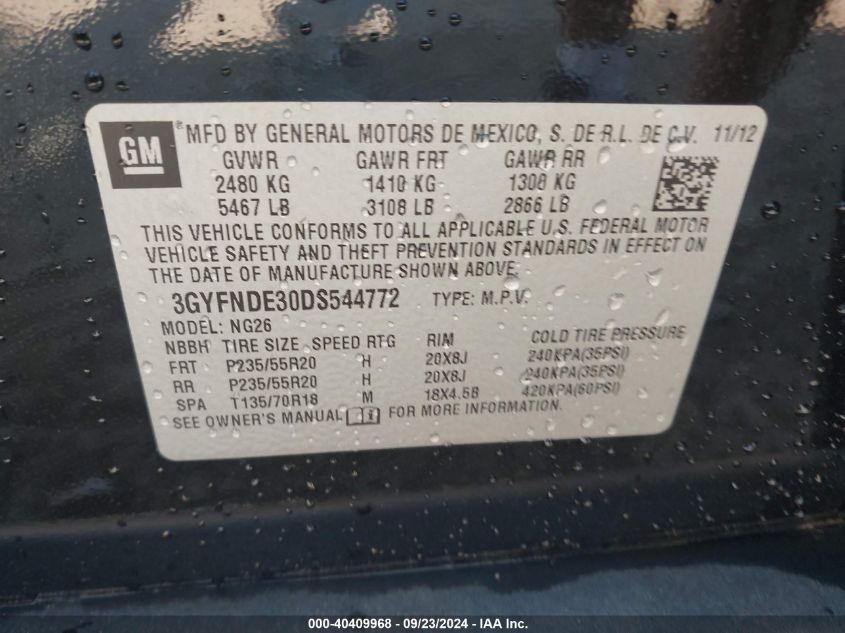 GM
® MFD BY GENERAL MOTORS DE MEXICO, S. DE R.L. DE C.V. 11/12
GVWR GAWR FRT GAWR RR
2480 KG 1410 KG 1300 KG
5467 LB 3108 LB 2866 LB
THIS VEHICLE CONFORMS TO ALL APPLICABLE U.S. FEDERAL MOTOR
VEHICLE SAFETY AND THEFT PREVENTION STANDARDS IN EFFECT ON
THE DATE OF MANUFACTURE SHOWN ABOVE.
3GYFNDE30DS544772 TYPE: M.P.V.
MODEL: NG26
NBBH TIRE SIZE SPEED RTG RIM COLD TIRE PRESSURE
FRT P235/55R20 H 20X8J 240KPA(35PSI)
RR P235/55R20 H 20X8J 240KPA(35PSI)
SPA T135/70R18 M 18X4.5B 420KPA(60PSI)
SEE OWNER'S MANUAL FOR MORE INFORMATION.
000-40409968 - 09/23/2024 - IAA Inc.